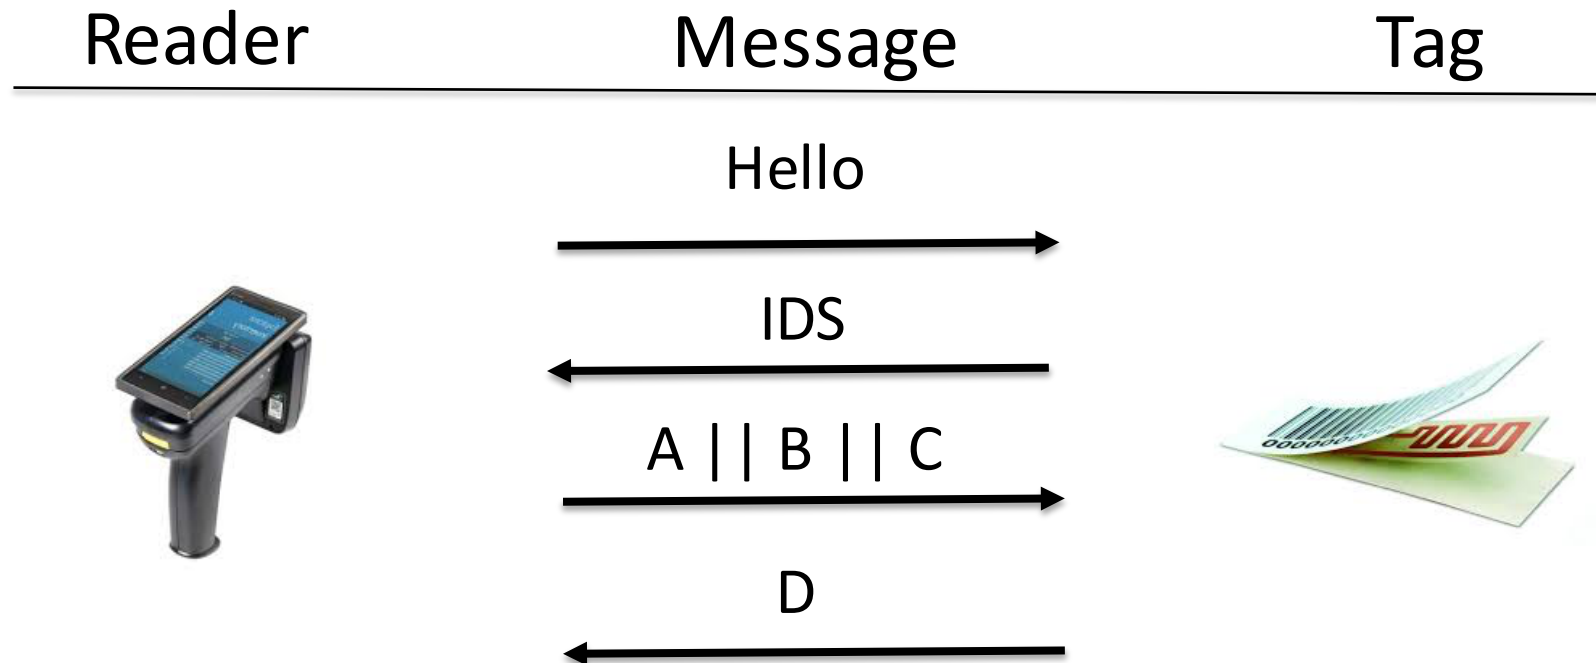 Reader Message Tag
Hello
IDS
A || B || C
D